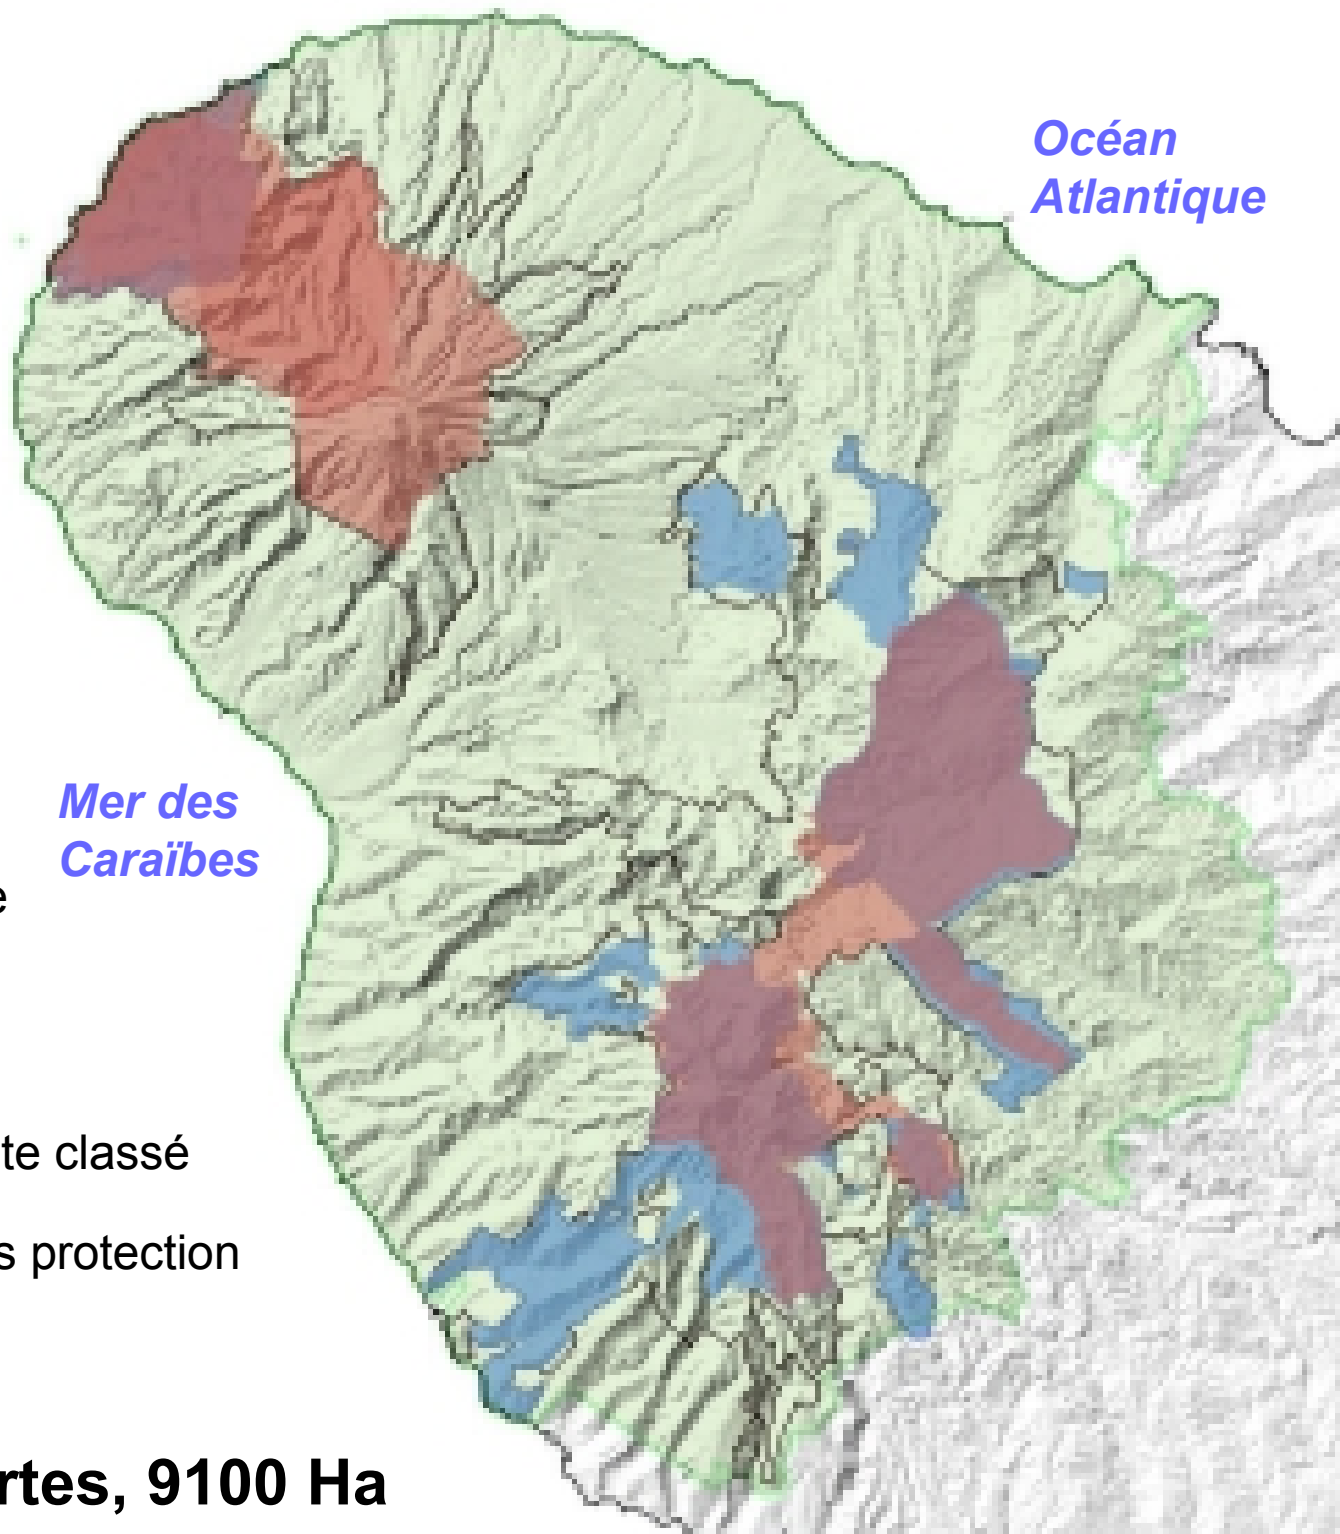 Océan
Atlantique
Mer des
Caraïbes
e
te classé
s protection
rtes, 9100 Ha